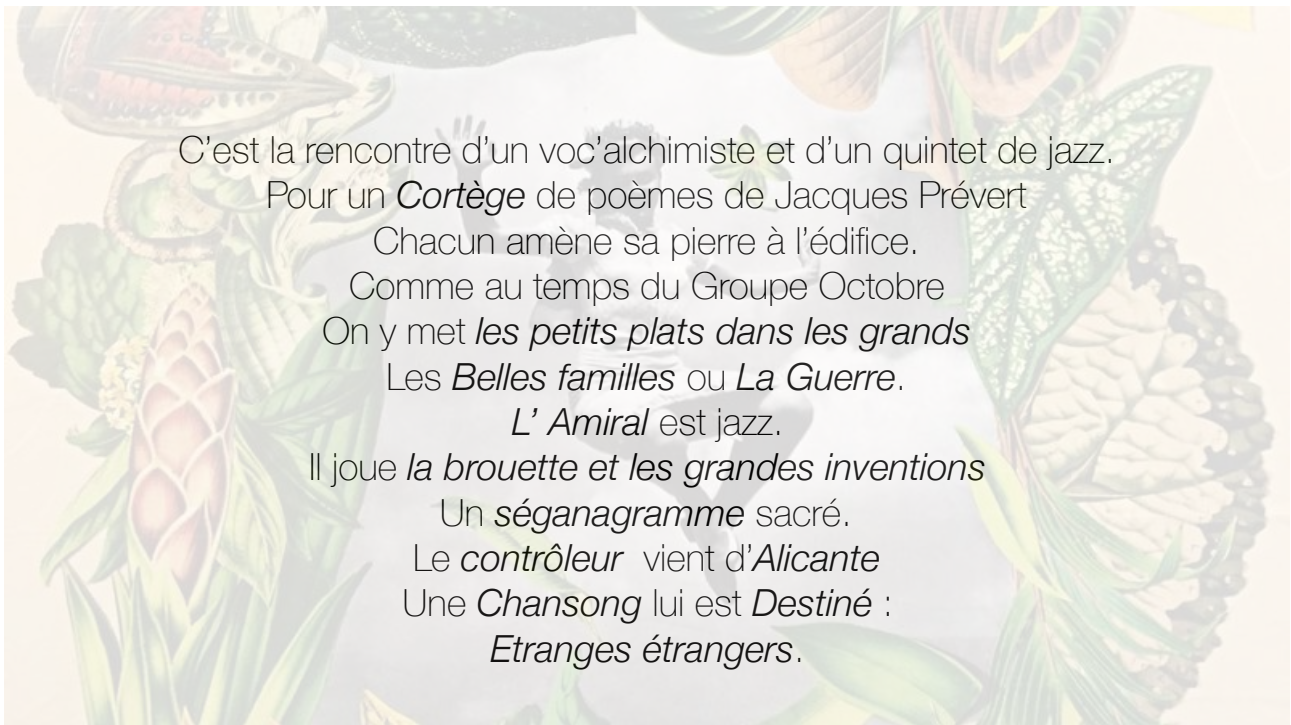 C’est la rencontre d’un voc’alchimiste et d’un quintet de jazz.
Pour un Cortège de poèmes de Jacques Prévert
Chacun amène sa pierre à l’édifice.
Comme au temps du Groupe Octobre
On y met les petits plats dans les grands
Les Belles familles ou La Guerre.
L’ Amiral est jazz.
Il joue la brouette et les grandes inventions
Un séganagramme sacré.
Le contrôleur  vient d’Alicante
Une Chansong lui est Destiné :
Etranges étrangers.